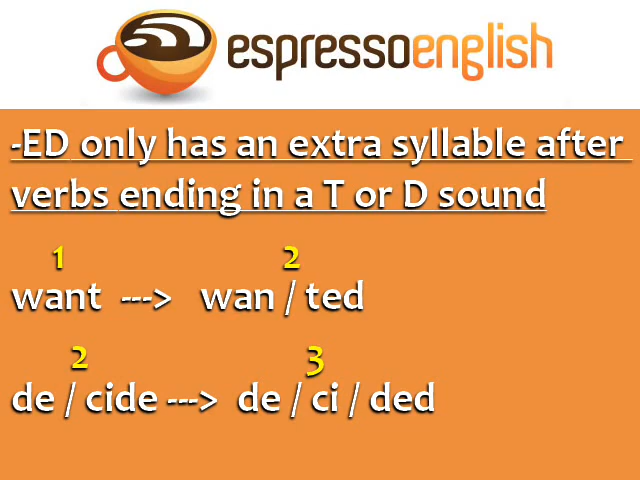 espressoenglish
-ED only has an extra syllable after
verbs ending in a T or D sound
1 2
want ---> wan / ted
2 3
de / cide ---> de / ci / ded